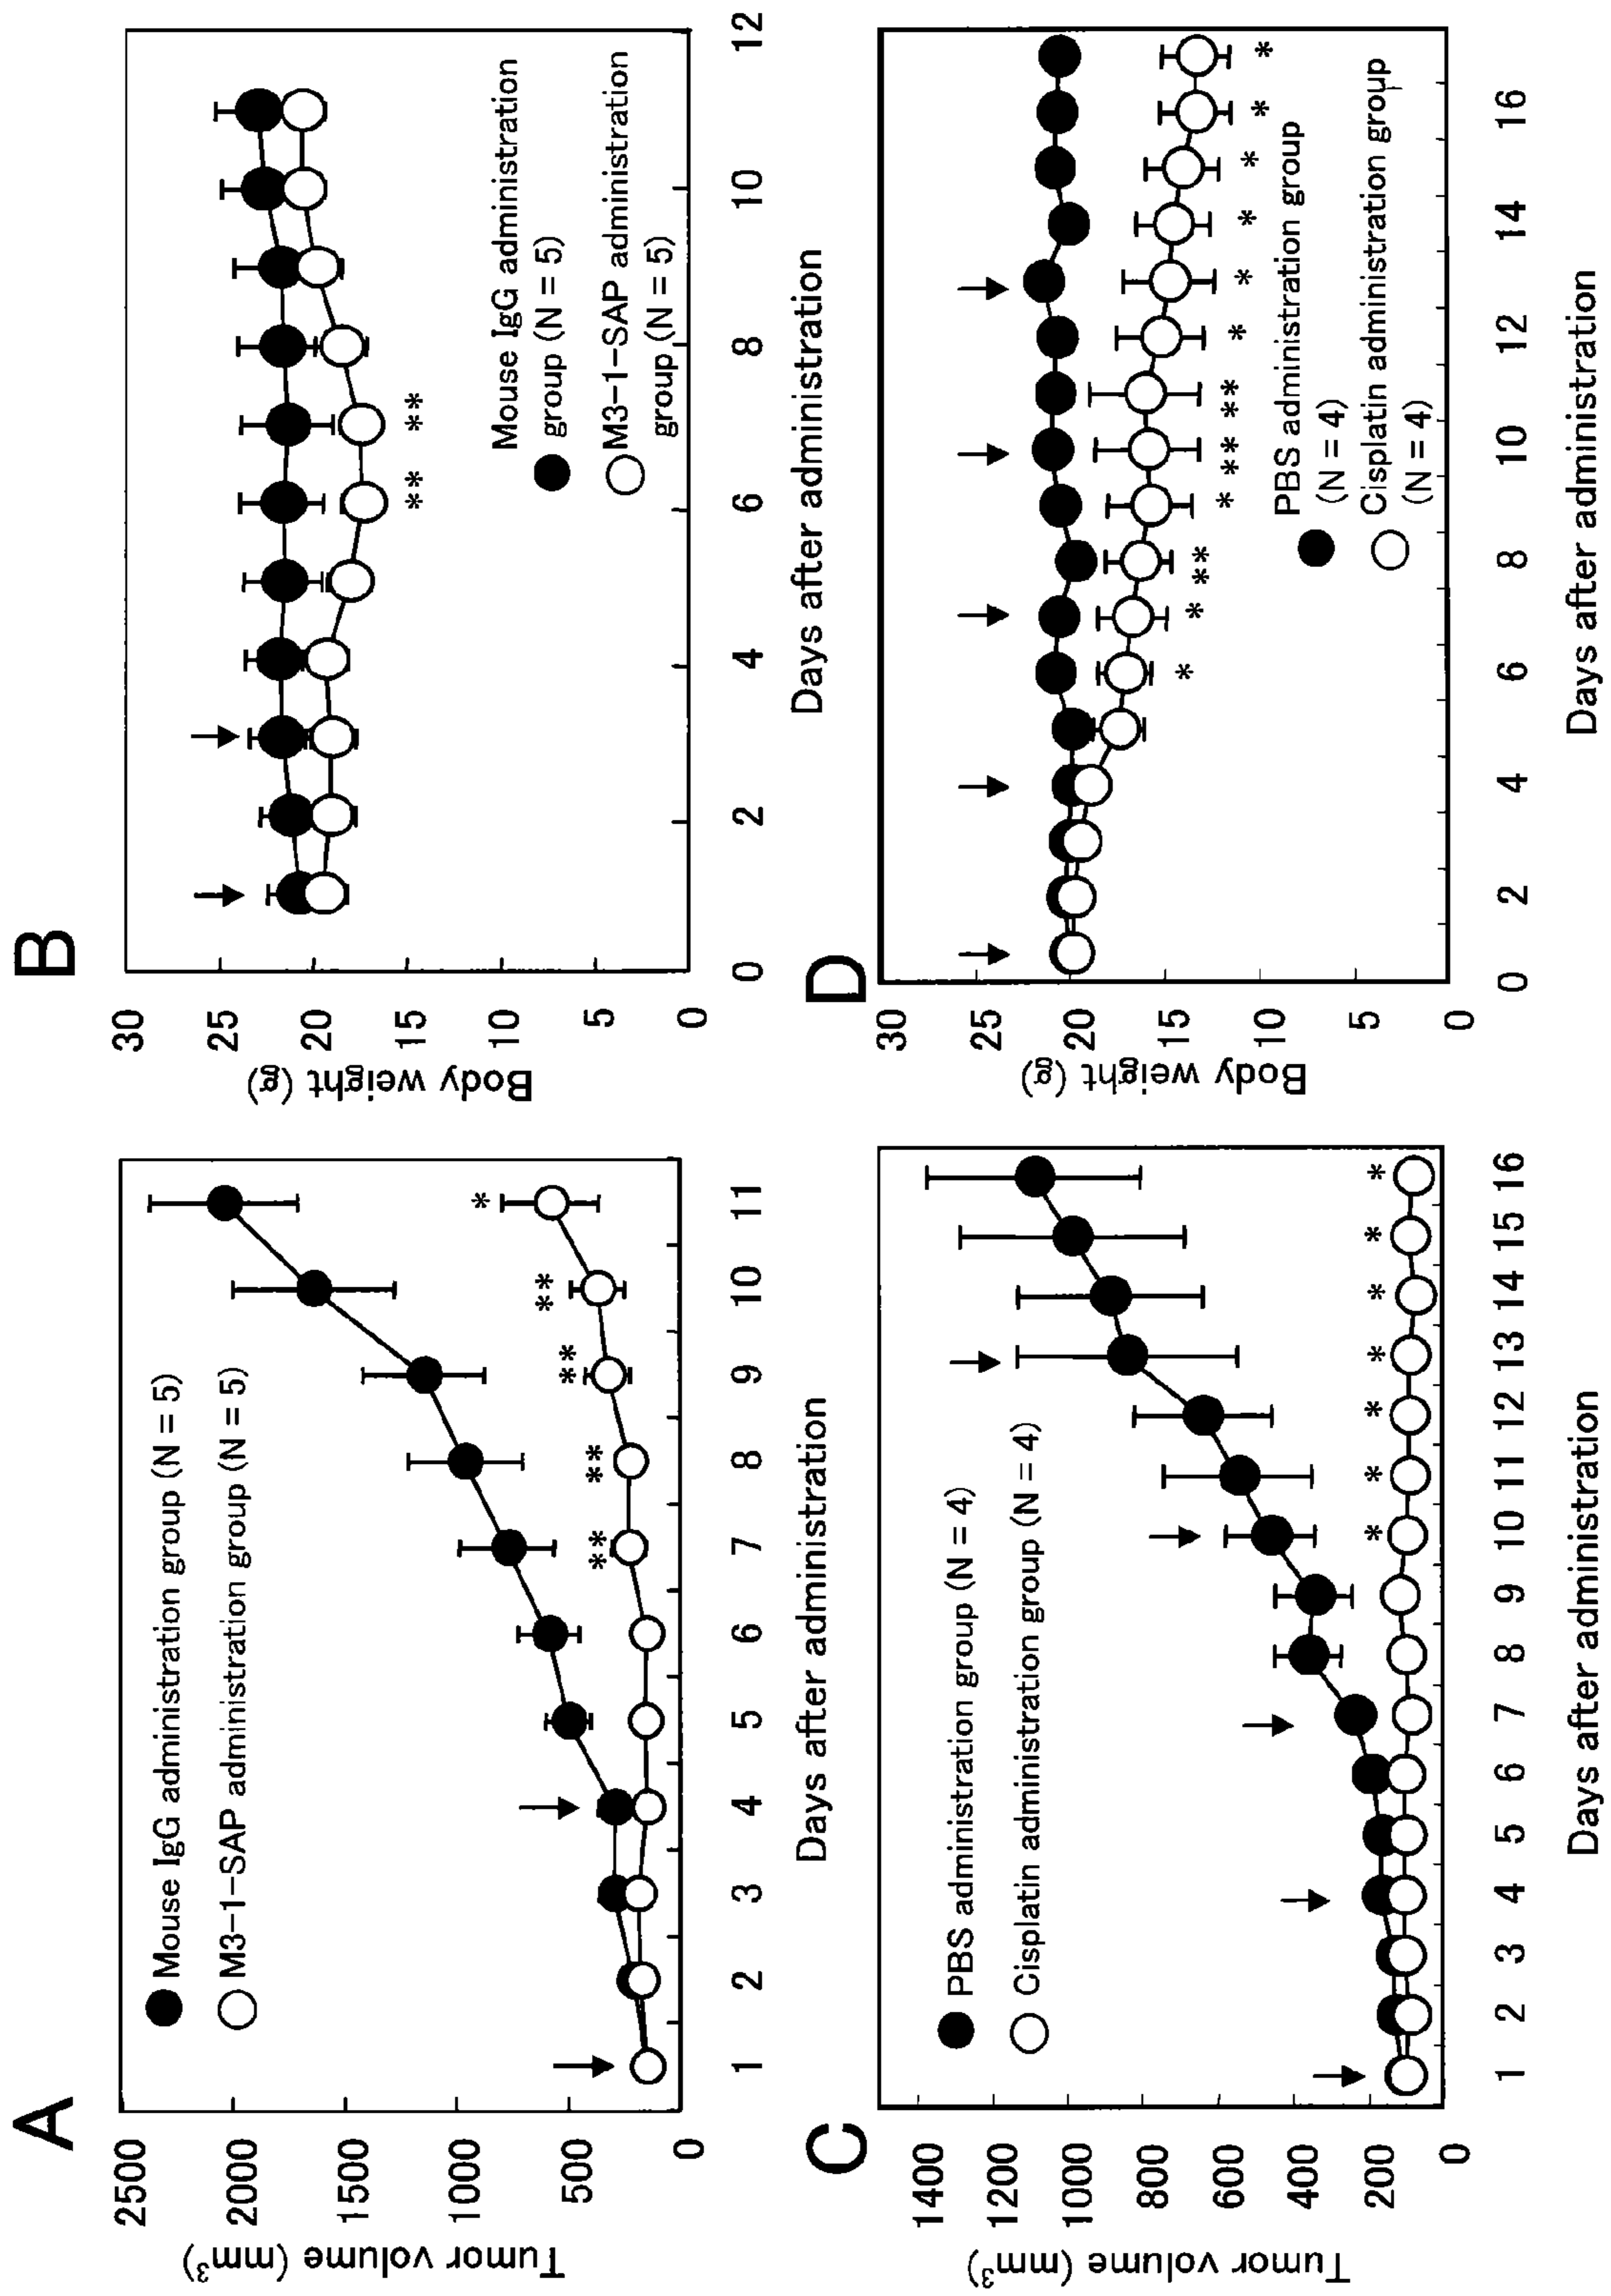 A
Tumor volume (mm³)
2500
2000
1500
1000
500
0
Mouse IgG administration group (N = 5)
M3-1-SAP administration group (N = 5)
** ** ** ** *
1 2 3 4 5 6 7 8 9 10 11
Days after administration
B
Body weight (g)
30
25
20
15
10
5
0
** **
Mouse IgG administration
group (N = 5)
M3-1-SAP administration
group (N = 5)
0 2 4 6 8 10 12
Days after administration
C
Tumor volume (mm³)
1400
1200
1000
800
600
400
200
0
PBS administration group (N = 4)
Cisplatin administration group (N = 4)
* * * * * * *
1 2 3 4 5 6 7 8 9 10 11 12 13 14 15 16
Days after administration
D
Body weight (g)
30
25
20
15
10
5
0
* * ** * ** ** * * * * * *
PBS administration group
(N = 4)
Cisplatin administration group
(N = 4)
0 2 4 6 8 10 12 14 16
Days after administration